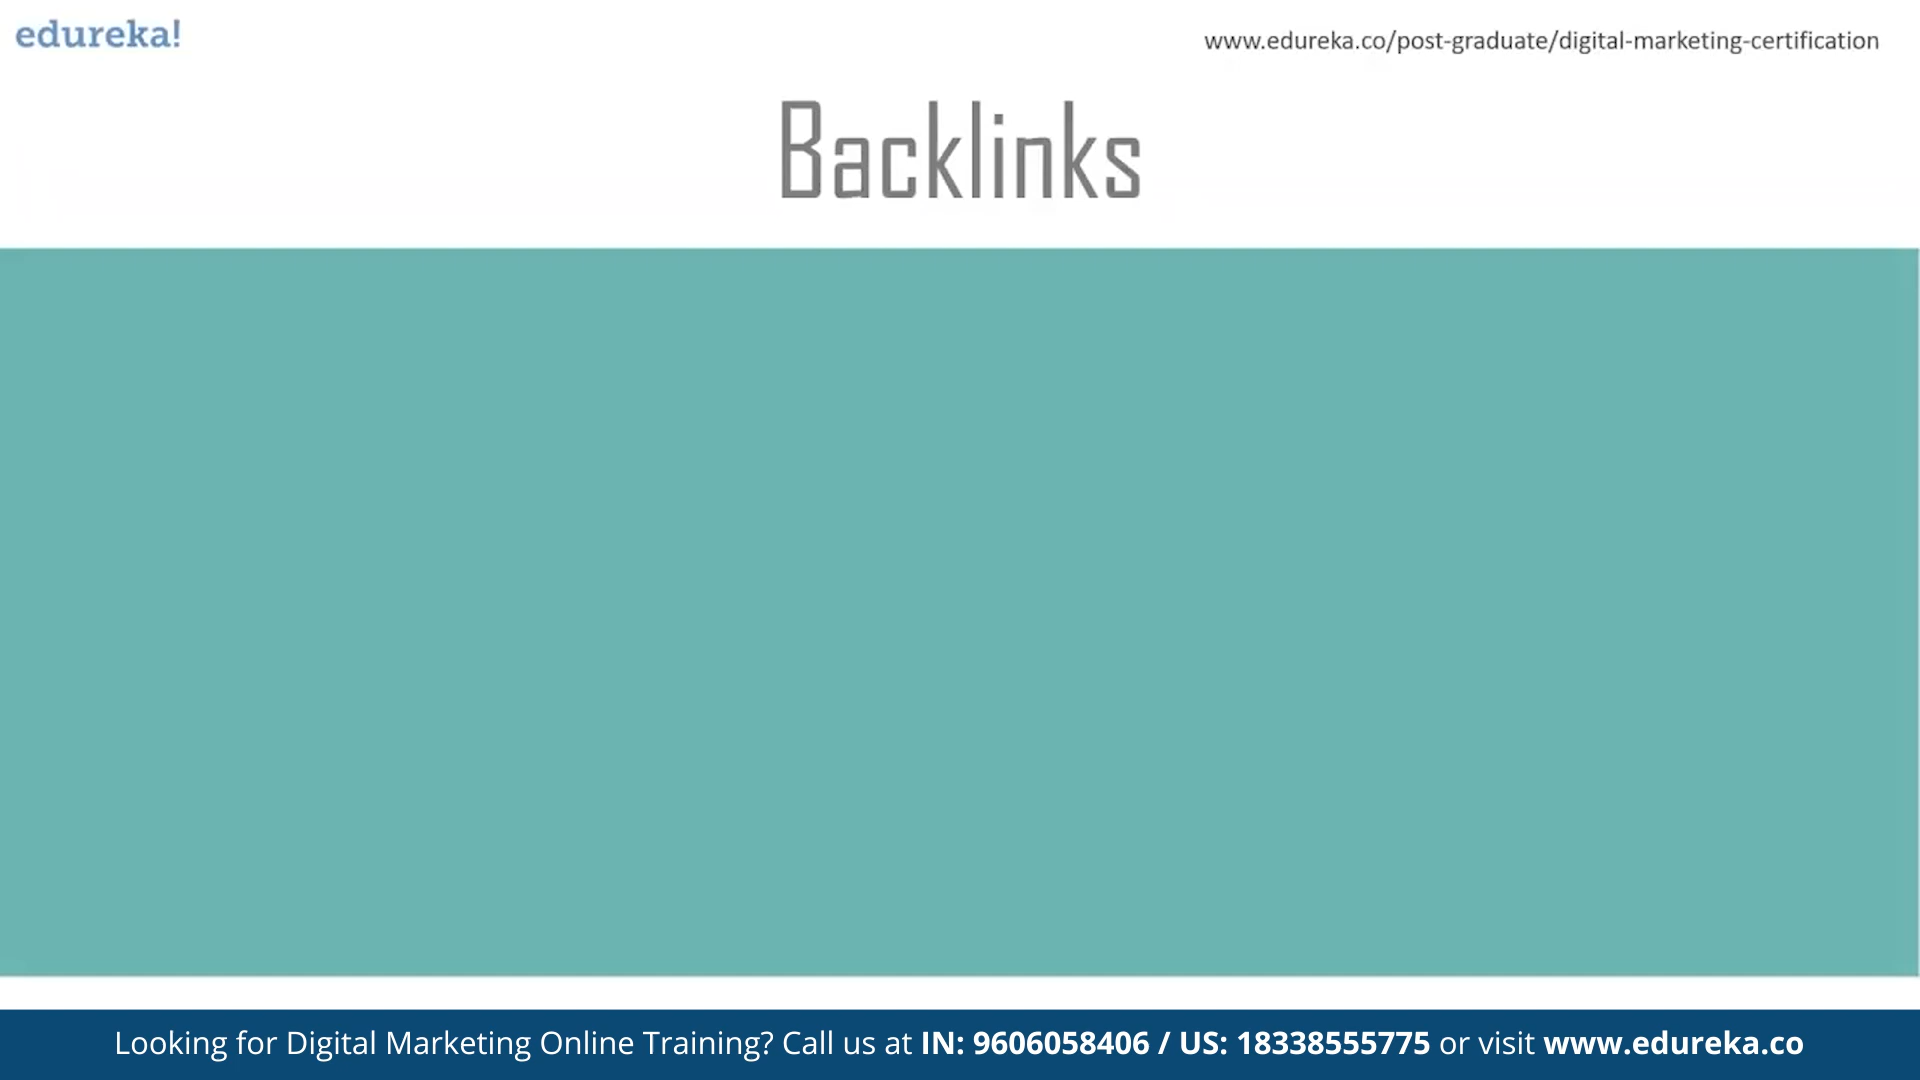 edureka!
www.edureka.co/post-graduate/digital-marketing-certification
Backlinks
Looking for Digital Marketing Online Training? Call us at IN: 9606058406 / US: 18338555775 or visit www.edureka.co